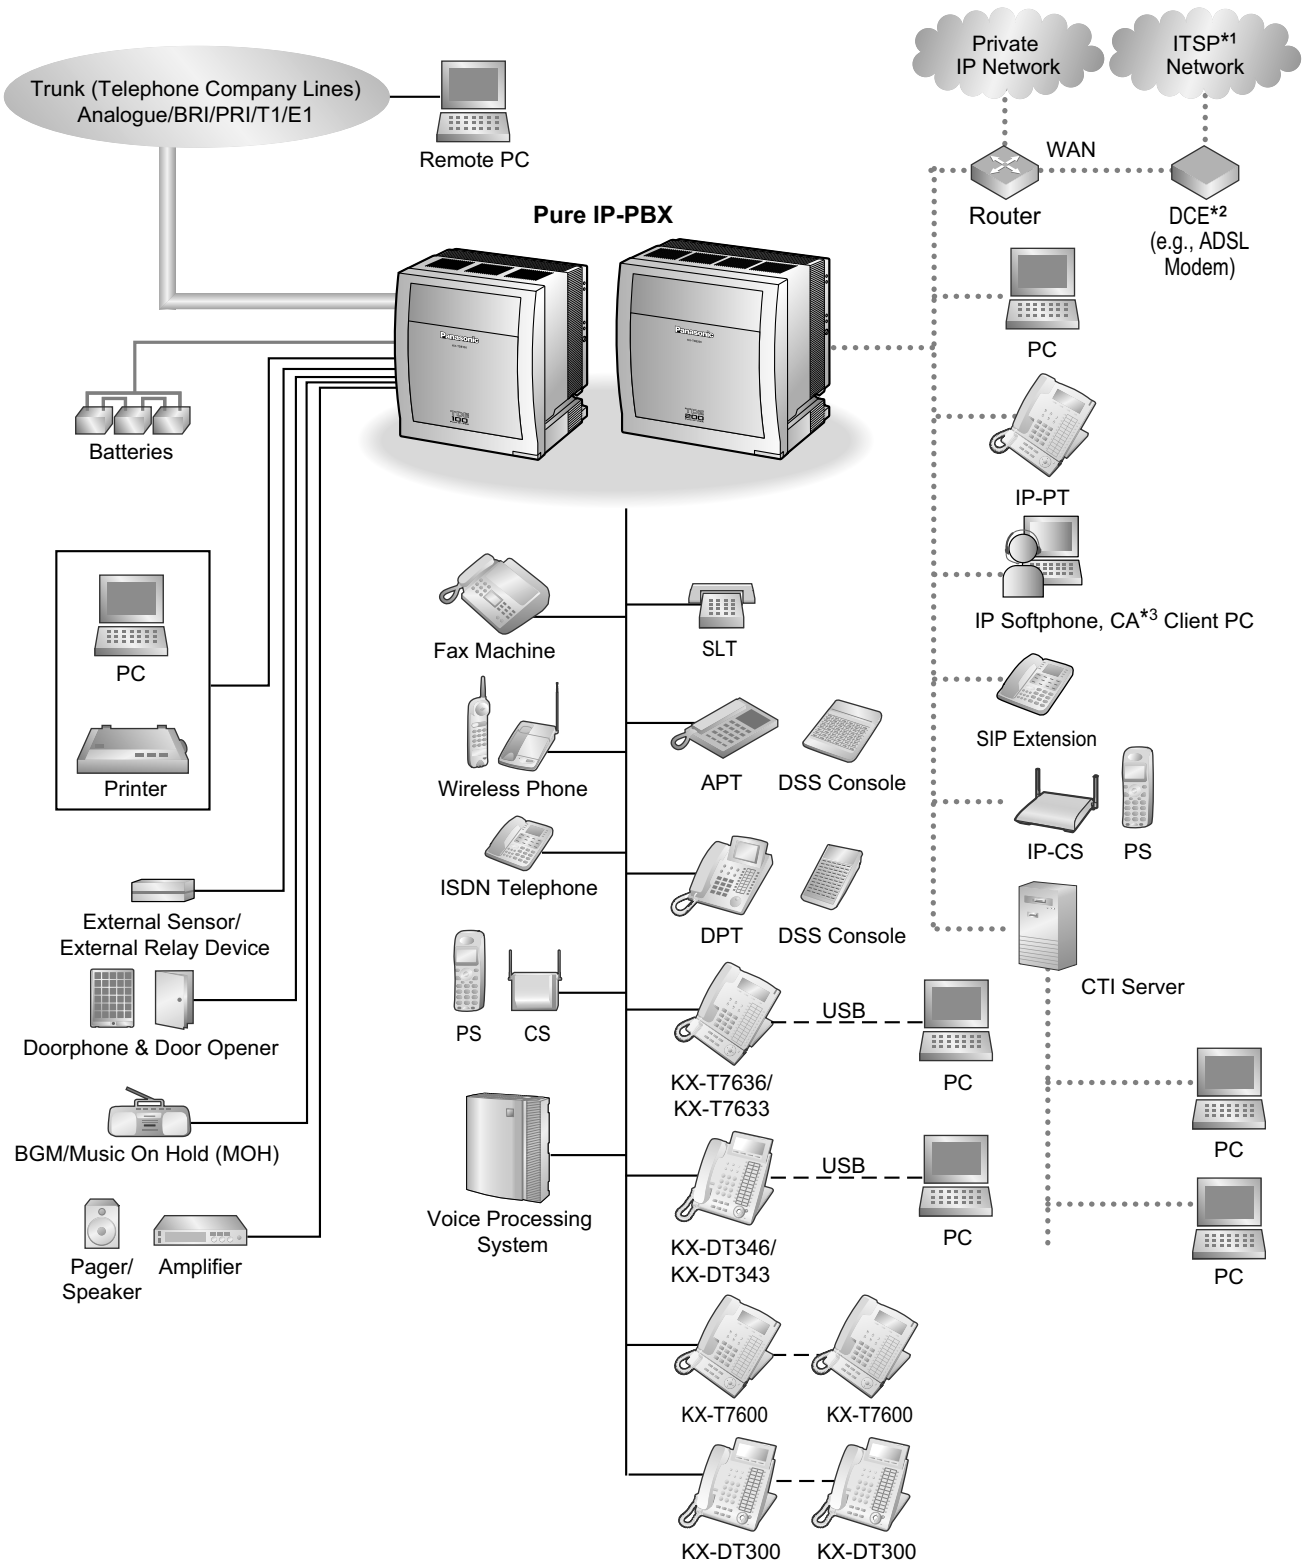 Private
IP Network
ITSP*1
Network
Trunk (Telephone Company Lines)
Analogue/BRI/PRI/T1/E1
Remote PC
WAN
Router
DCE*2
(e.g., ADSL
Modem)
Pure IP-PBX
Panasonic
Panasonic
TDE
100
TDE
200
PC
Batteries
IP-PT
IP Softphone, CA*3 Client PC
PC
Printer
Fax Machine
SLT
SIP Extension
Wireless Phone
APT
DSS Console
IP-CS
PS
ISDN Telephone
DPT
DSS Console
External Sensor/
External Relay Device
CTI Server
PS
CS
USB
KX-T7636/
KX-T7633
PC
Doorphone & Door Opener
PC
BGM/Music On Hold (MOH)
Voice Processing
System
USB
KX-DT346/
KX-DT343
PC
PC
Pager/
Speaker
Amplifier
KX-T7600
KX-T7600
KX-DT300
KX-DT300